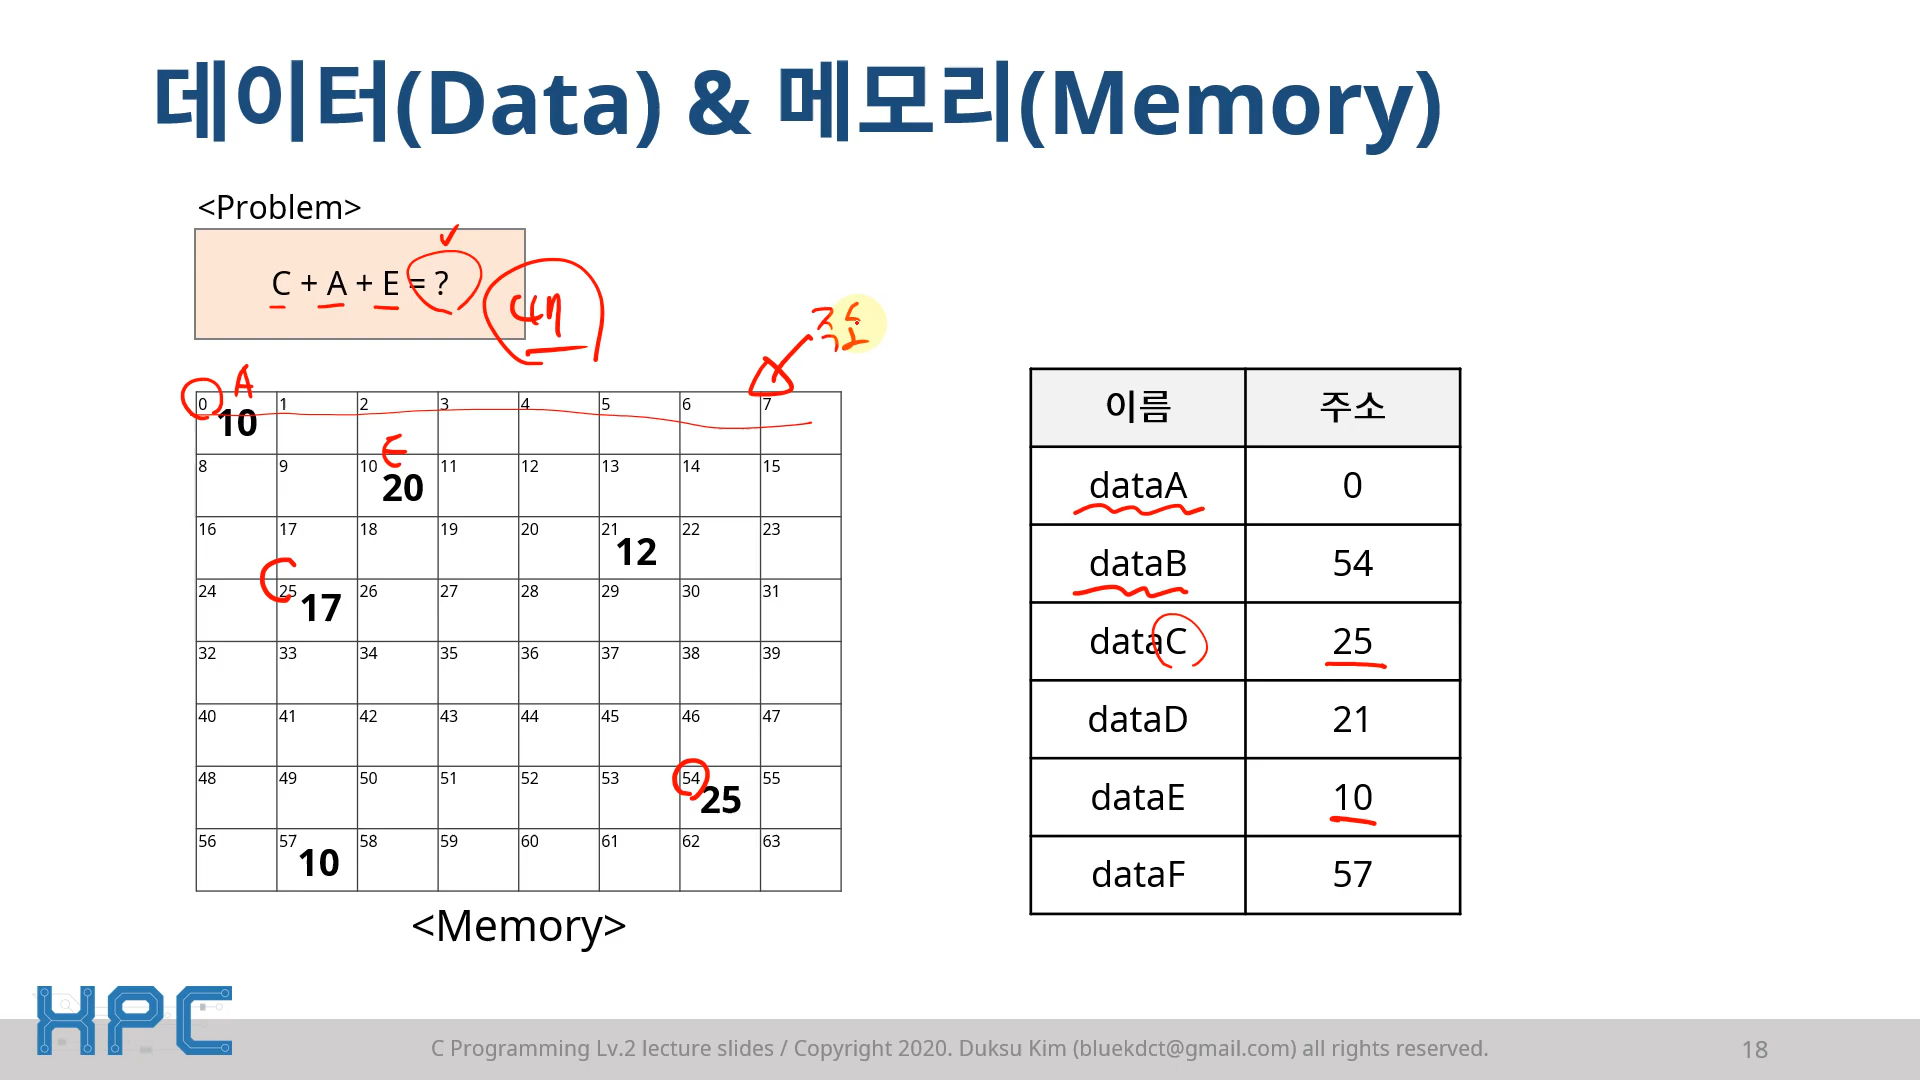 데이터(Data) & 메모리(Memory)
<Problem>
C + A + E = ?
47
주소
A
0 10 1 2 3 4 5 6 7
E
8 9 10 20 11 12 13 14 15
16 17 18 19 20 21 12 22 23
C
24 25 17 26 27 28 29 30 31
32 33 34 35 36 37 38 39
40 41 42 43 44 45 46 47
48 49 50 51 52 53 54 25 55
56 57 10 58 59 60 61 62 63
<Memory>
이름 주소
dataA 0
dataB 54
dataC 25
dataD 21
dataE 10
dataF 57
HPC
C Programming Lv.2 lecture slides / Copyright 2020. Duksu Kim (bluekdct@gmail.com) all rights reserved.
18